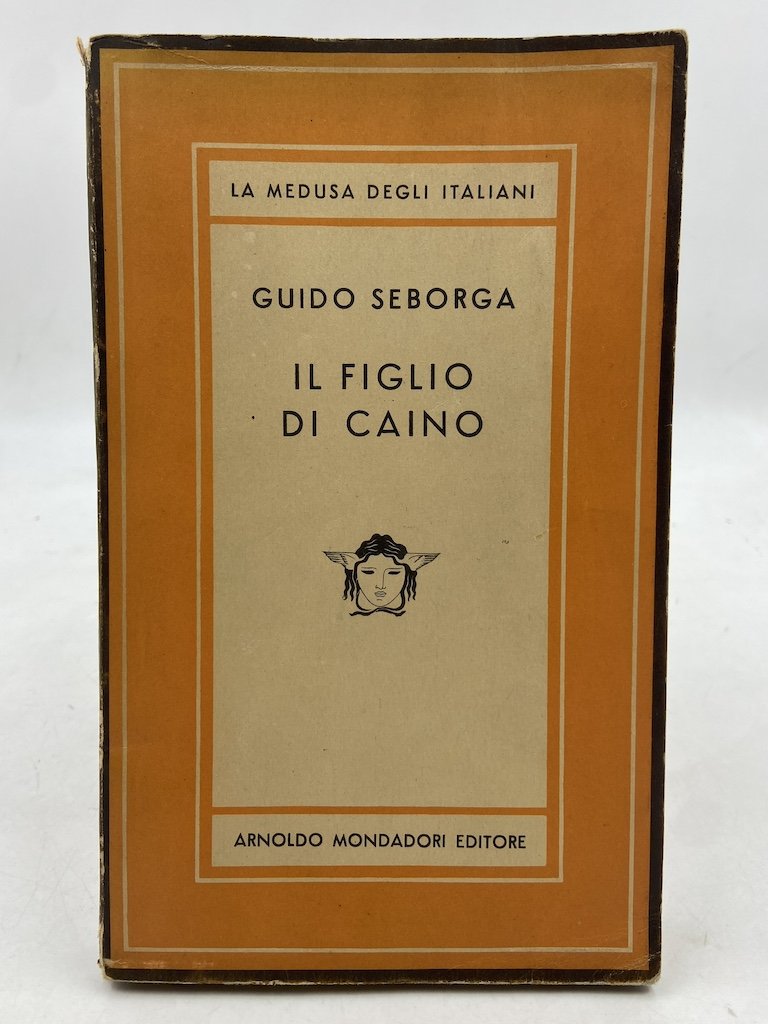 LA MEDUSA DEGLI ITALIANI
GUIDO SEBORGA
IL FIGLIO
DI CAINO
ARNOLDO MONDADORI EDITORE